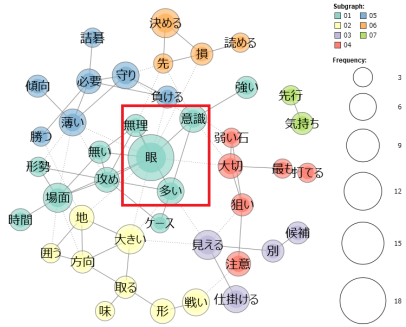 Subgraph:
01
02
03
04
05
06
07
Frequency:
3
6
9
12
15
18
決める
詰碁
損
読める
先
守り
必要
傾向
負ける
強い
先行
薄い
無理
意識
気持ち
勝つ
弱い石
無い
眼
形勢
大切
最も
打てる
攻め
多い
場面
狙い
時間
地
ケース
候補
大きい
見える
別
囲う
方向
注意
取る
仕掛ける
味
形
戦い